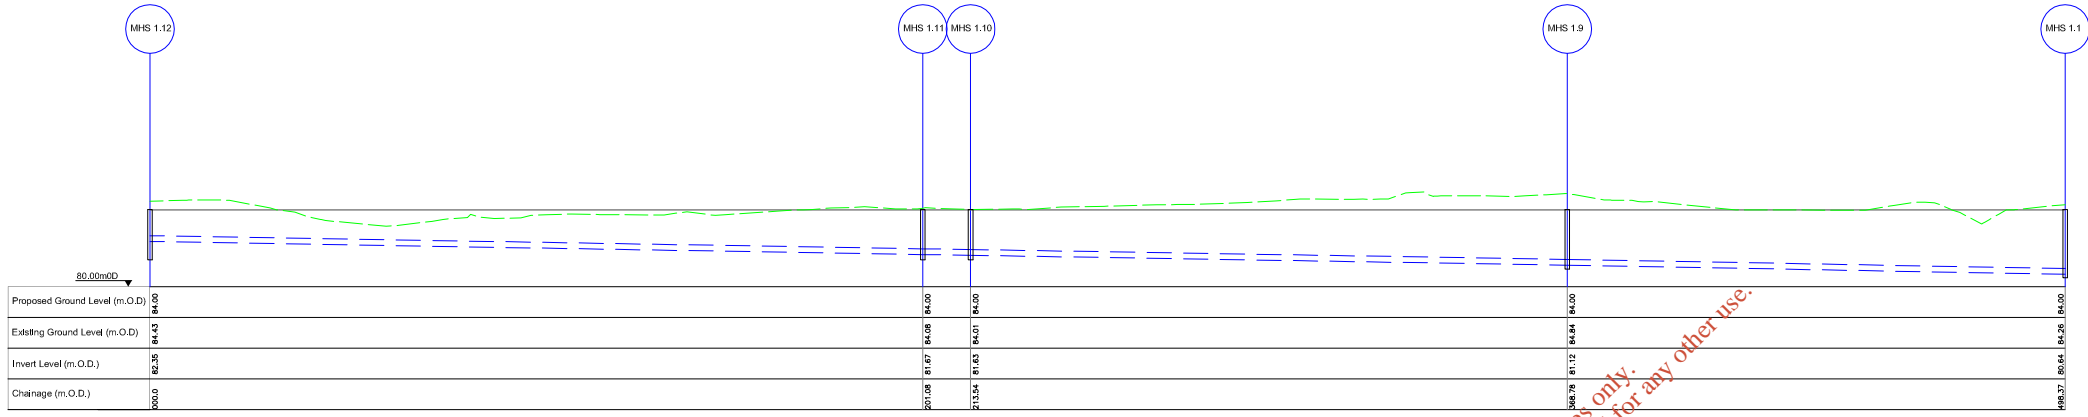 MHS 1.12 MHS 1.11 MHS 1.10 MHS 1.9 MHS 1.1
80.00m0D
Proposed Ground Level (m.O.D) 84.00 84.00 84.00 84.00 84.00
Existing Ground Level (m.O.D) 84.43 84.08 84.01 84.84 84.26
Invert Level (m.O.D.) 82.35 81.67 81.63 81.12 80.64
Chainage (m.O.D.) 000.0 201.08 213.54 368.78 498.37
only.
for any other use.